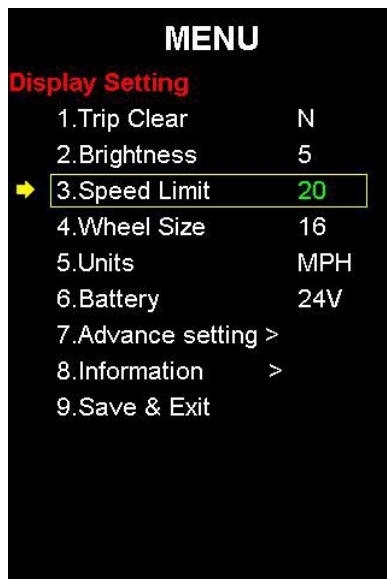 MENU
Display Setting
1.Trip Clear N
2.Brightness 5
3.Speed Limit 20
4.Wheel Size 16
5.Units MPH
6.Battery 24V
7.Advance setting >
8.Information >
9.Save & Exit